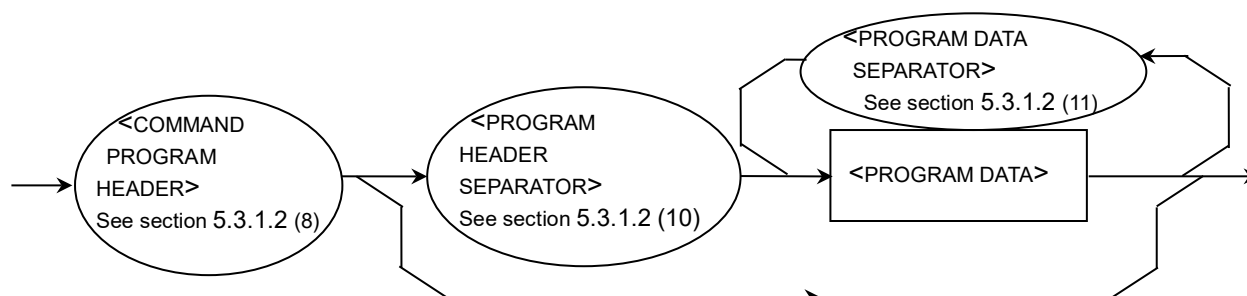 <COMMAND
PROGRAM
HEADER>
See section 5.3.1.2 (8)
<PROGRAM
HEADER
SEPARATOR>
See section 5.3.1.2 (10)
<PROGRAM DATA
SEPARATOR>
See section 5.3.1.2 (11)
<PROGRAM DATA>